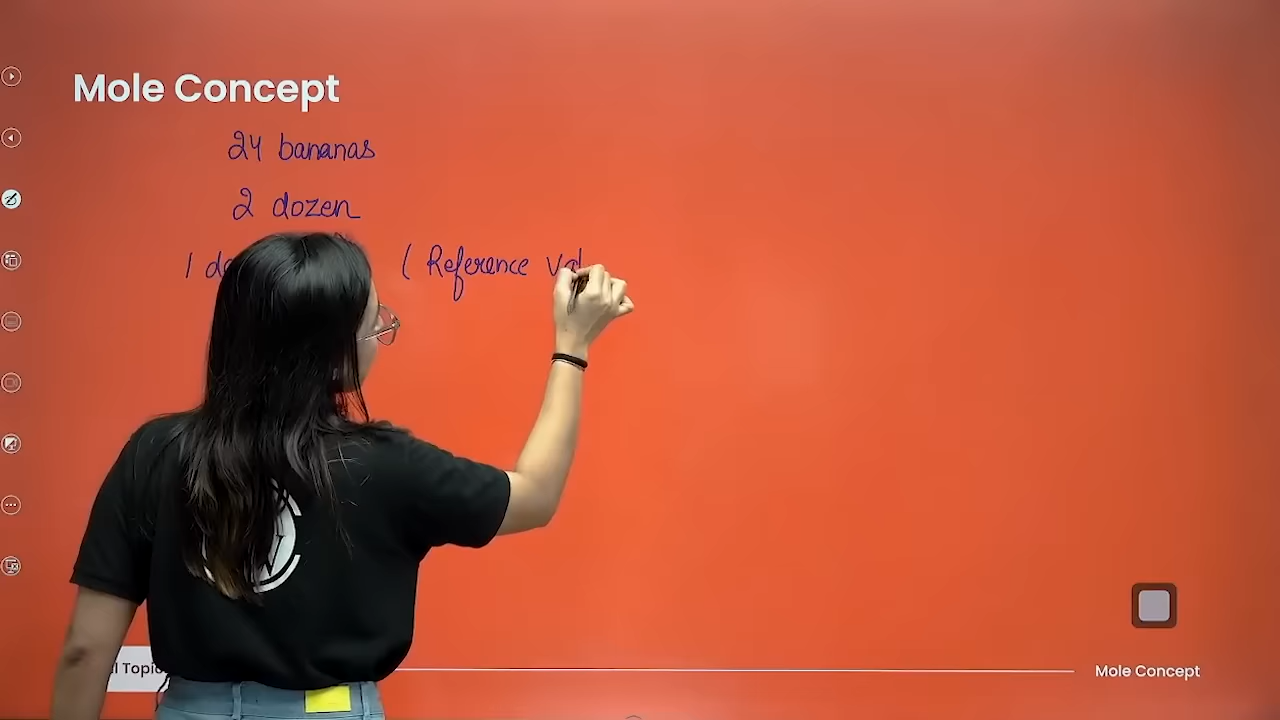 Mole Concept
24 bananas
2 dozen
1 ( Reference
Mole Concept